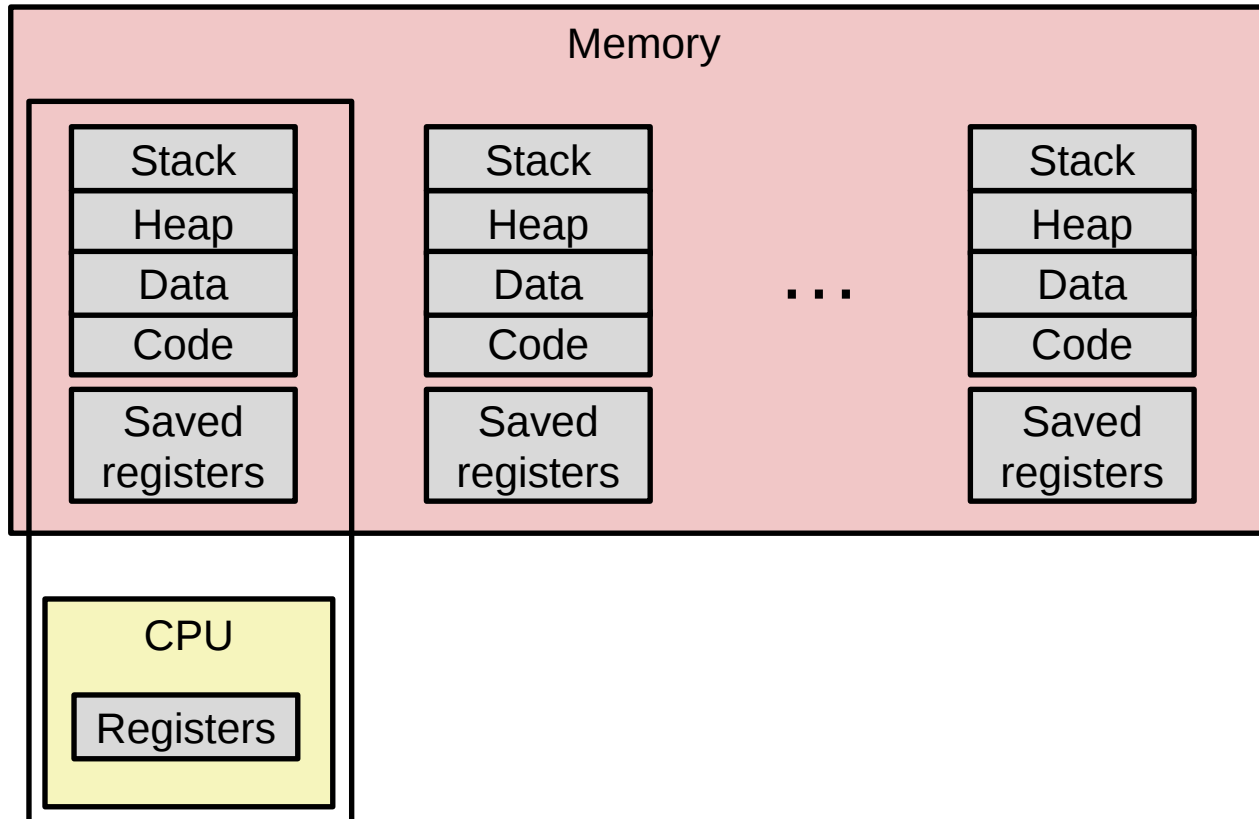 Memory
Stack
Heap
Data
Code
Saved
registers
Stack
Heap
Data
Code
Saved
registers
...
Stack
Heap
Data
Code
Saved
registers
CPU
Registers